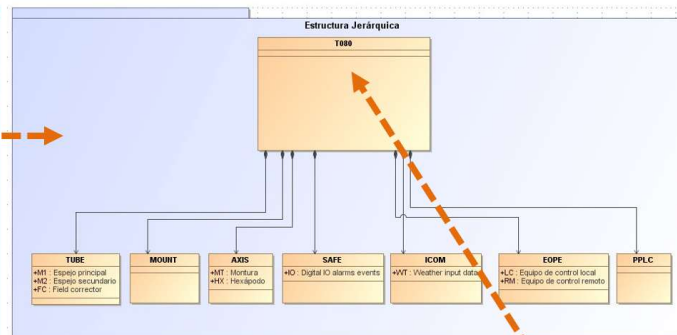 Estructura Jerárquica
T080
TUBE
+M1 : Espejo principal
+M2 : Espejo secundario
+FC : Field corrector
MOUNT
AXIS
+MT : Montura
+HX : Hexápodo
SAFE
+IO : Digital IO alarms events
ICOM
+WT : Weather input data
EOPE
+LC : Equipo de control local
+RM : Equipo de control remoto
PPLC